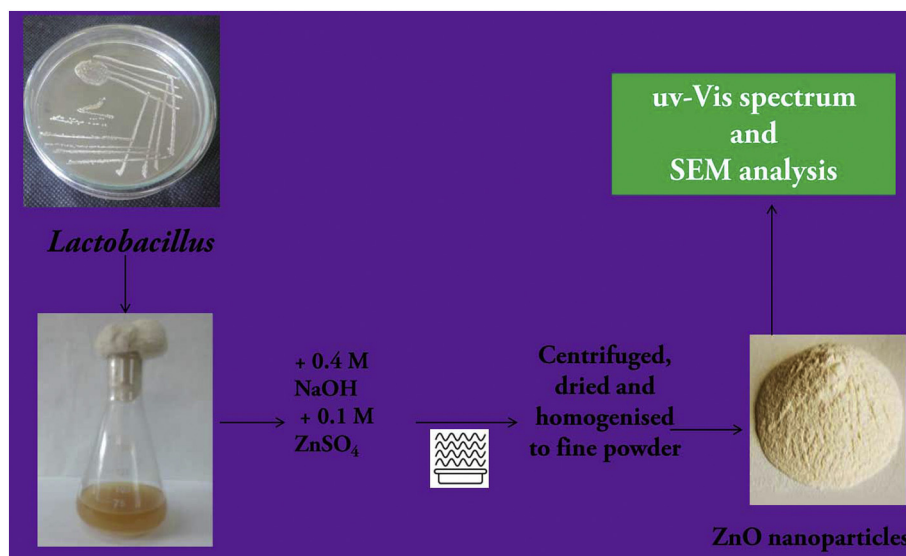 Lactobacillus
+ 0.4 M
NaOH
+ 0.1 M
ZnSO₄
Centrifuged,
dried and
homogenised
to fine powder
ZnO nanoparticles
uv-Vis spectrum
and
SEM analysis